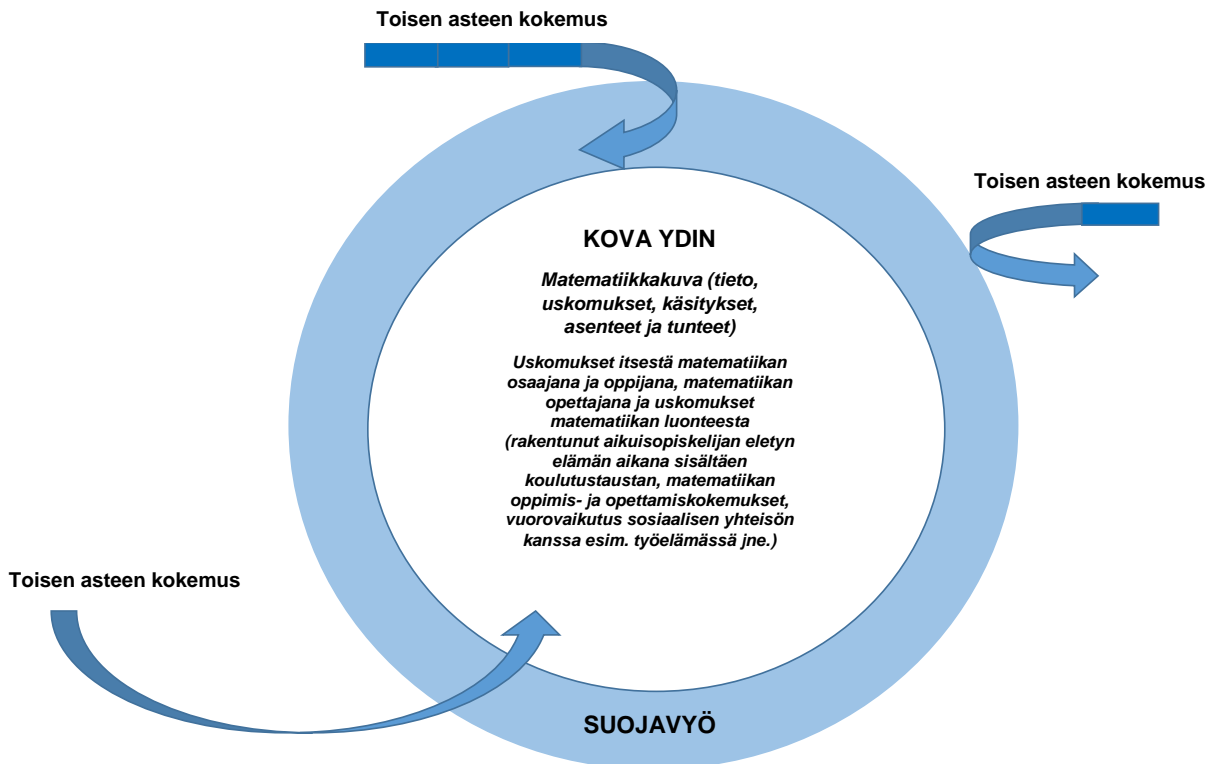 Toisen asteen kokemus
Toisen asteen kokemus
KOVA YDIN
Matematiikkakuva (tieto,
uskomukset, käsitykset,
asenteet ja tunteet)
Uskomukset itsestä matematiikan
osaajana ja oppijana, matematiikan
opettajana ja uskomukset
matematiikan luonteesta
(rakentunut aikuisopiskelijan eletyn
elämän aikana sisältäen
koulutustaustan, matematiikan
oppimis- ja opettamiskokemukset,
vuorovaikutus sosiaalisen yhteisön
kanssa esim. työelämässä jne.)
Toisen asteen kokemus
SUOJAVYÖ